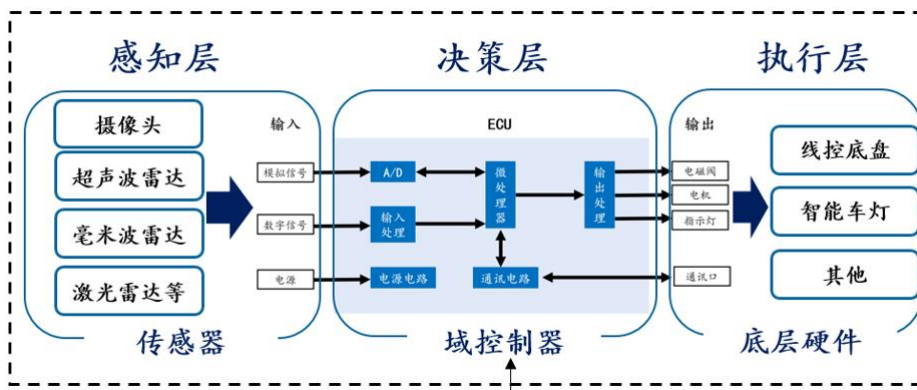 感知层
决策层
执行层
摄像头
超声波雷达
毫米波雷达
激光雷达等
传感器
输入
模拟信号
数字信号
电源
ECU
A/D
输入处理
电源电路
微处理器
通讯电路
输出处理
域控制器
输出
电磁阀
电机
指示灯
通讯口
线控底盘
智能车灯
其他
底层硬件